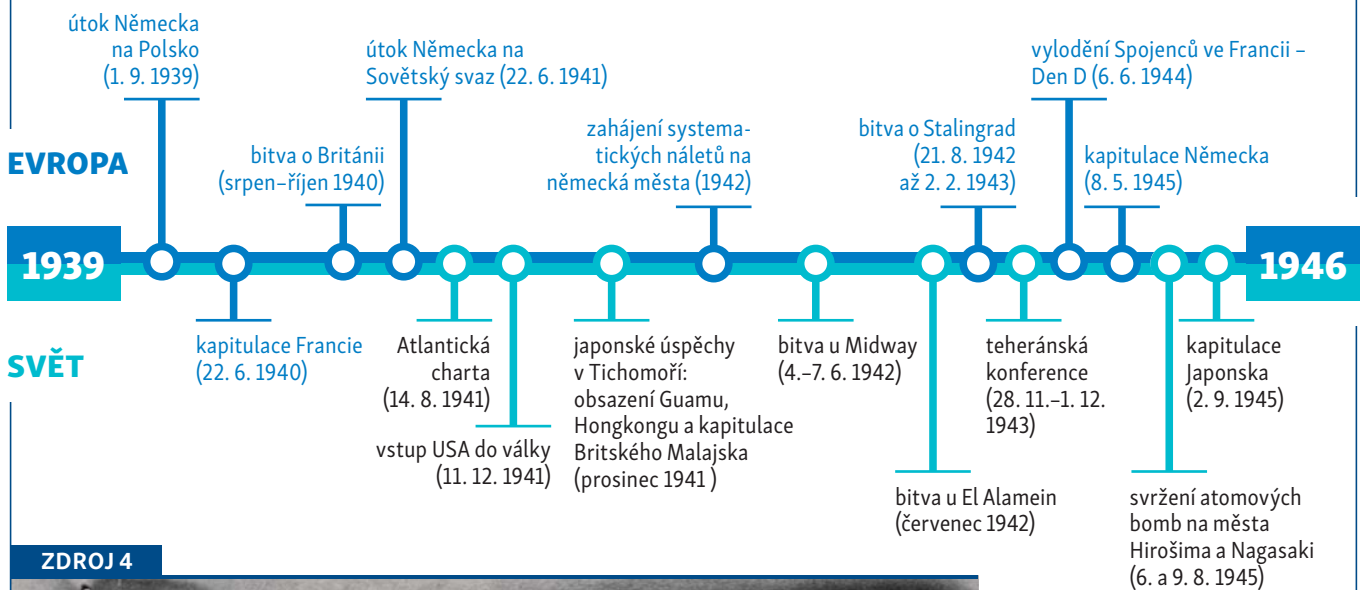 útok Německa
na Polsko
(1. 9. 1939)
útok Německa na
Sovětský svaz (22. 6. 1941)
vylodění Spojenců ve Francii –
Den D (6. 6. 1944)
EVROPA
bitva o Británii
(srpen–říjen 1940)
zahájení systema-
tických náletů na
německá města (1942)
bitva o Stalingrad
(21. 8. 1942
až 2. 2. 1943)
kapitulace Německa
(8. 5. 1945)
1939
1946
SVĚT
kapitulace Francie
(22. 6. 1940)
Atlantická
charta
(14. 8. 1941)
vstup USA do války
(11. 12. 1941)
japonské úspěchy
v Tichomoří:
obsazení Guamu,
Hongkongu a kapitulace
Britského Malajska
(prosinec 1941 )
bitva u Midway
(4.–7. 6. 1942)
bitva u El Alamein
(červenec 1942)
teheránská
konference
(28. 11.–1. 12.
1943)
svržení atomových
bomb na města
Hirošima a Nagasaki
(6. a 9. 8. 1945)
kapitulace
Japonska
(2. 9. 1945)
ZDROJ 4